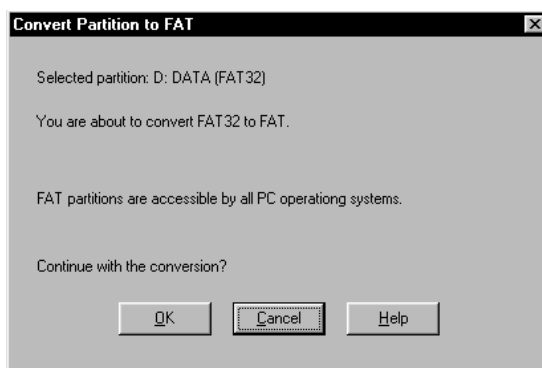 Convert Partition to FAT
Selected partition: D: DATA (FAT32)
You are about to convert FAT32 to FAT.
FAT partitions are accessible by all PC operationg systems.
Continue with the conversion?
OK Cancel Help